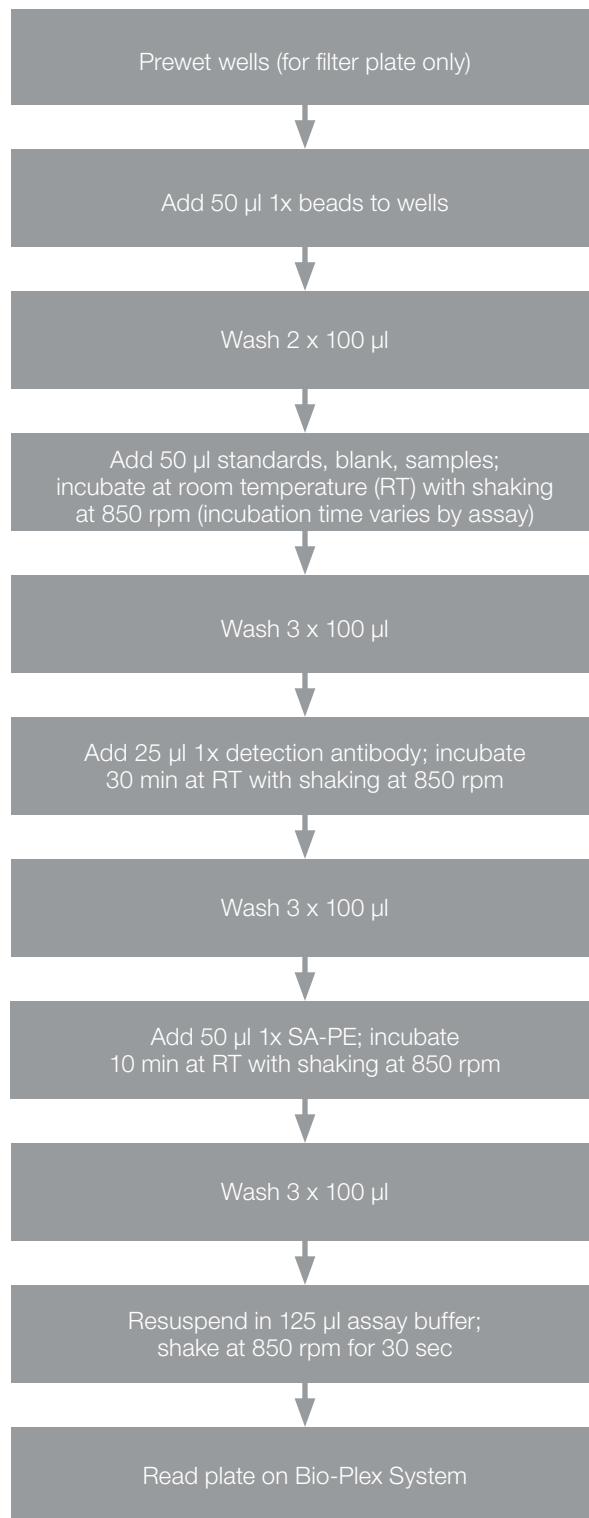 Prewet wells (for filter plate only)
Add 50 µl 1x beads to wells
Wash 2 x 100 µl
Add 50 µl standards, blank, samples;
incubate at room temperature (RT) with shaking
at 850 rpm (incubation time varies by assay)
Wash 3 x 100 µl
Add 25 µl 1x detection antibody; incubate
30 min at RT with shaking at 850 rpm
Wash 3 x 100 µl
Add 50 µl 1x SA-PE; incubate
10 min at RT with shaking at 850 rpm
Wash 3 x 100 µl
Resuspend in 125 µl assay buffer;
shake at 850 rpm for 30 sec
Read plate on Bio-Plex System